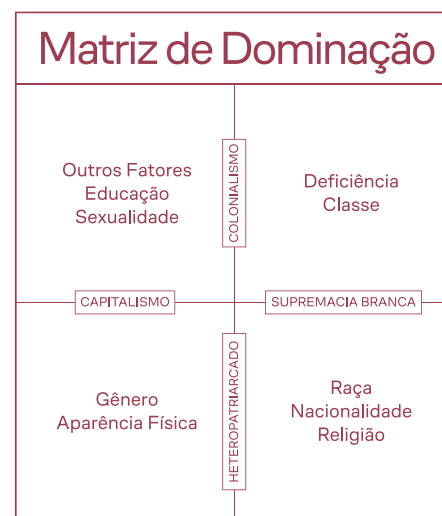 Matriz de Dominação
Outros Fatores
Educação
Sexualidade
COLONIALISMO
Deficiência
Classe
CAPITALISMO
SUPREMACIA BRANCA
Gênero
Aparência Física
HETEROPATRIARCADO
Raça
Nacionalidade
Religião